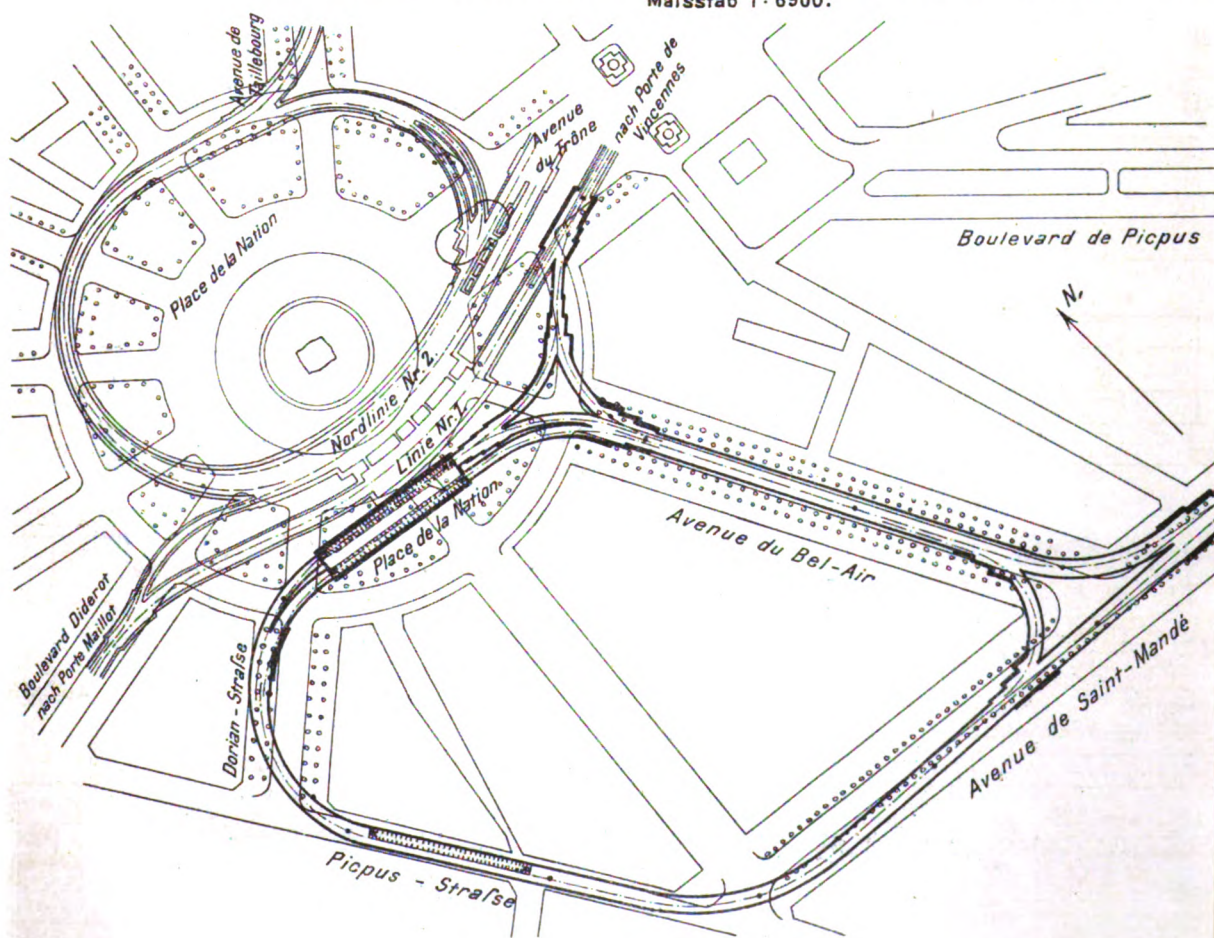 Maſsstab 1:6900.
Avenue de
Taillebourg
Avenue
du Trône
nach Porte de
Vincennes
Boulevard de Picpus
N.
Place de la Nation
Nordlinie Nr. 2.
Linie Nr. 1.
Place de la Nation.
Avenue du Bel-Air
Boulevard Diderot
nach Porte Maillot
Dorian-Straſse
Avenue de Saint-Mandé
Picpus - Straſse